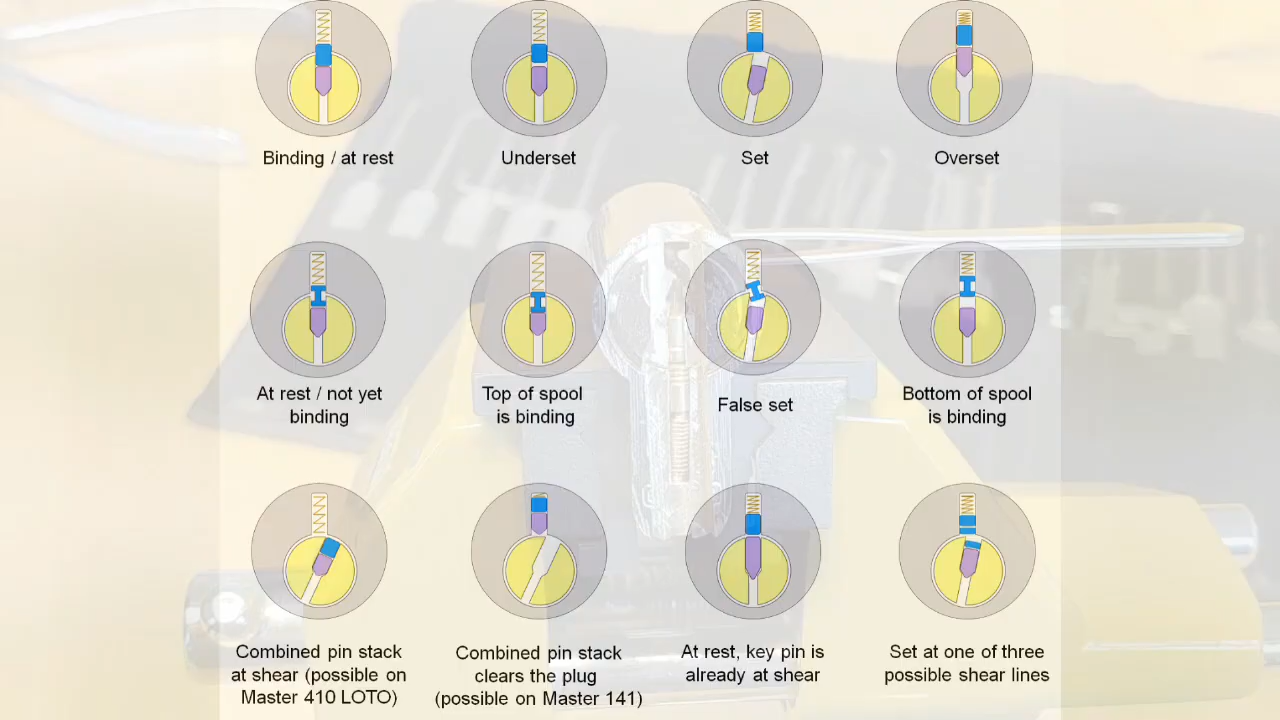 Binding / at rest
Underset
Set
Overset
At rest / not yet
binding
Top of spool
is binding
False set
Bottom of spool
is binding
Combined pin stack
at shear (possible on
Master 410 LOTO)
Combined pin stack
clears the plug
(possible on Master 141)
At rest, key pin is
already at shear
Set at one of three
possible shear lines